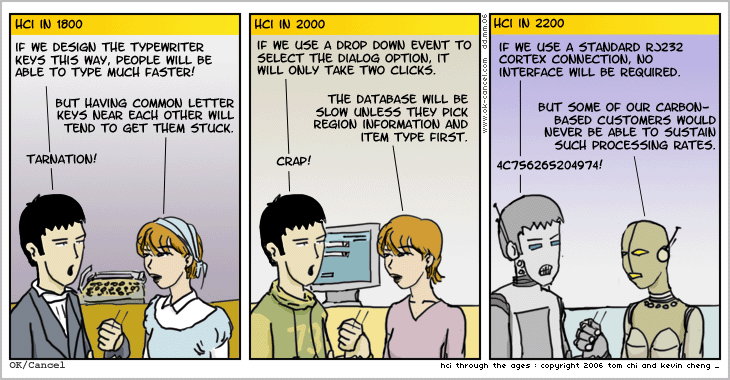 HCI IN 1800
IF WE DESIGN THE TYPEWRITER
KEYS THIS WAY, PEOPLE WILL BE
ABLE TO TYPE MUCH FASTER!
BUT HAVING COMMON LETTER
KEYS NEAR EACH OTHER WILL
TEND TO GET THEM STUCK.
TARNATION!
HCI IN 2000
IF WE USE A DROP DOWN EVENT TO
SELECT THE DIALOG OPTION, IT
WILL ONLY TAKE TWO CLICKS.
THE DATABASE WILL BE
SLOW UNLESS THEY PICK
REGION INFORMATION AND
ITEM TYPE FIRST.
CRAP!
www.ok-cancel.com dd.mm.06
HCI IN 2200
IF WE USE A STANDARD RJ232
CORTEX CONNECTION, NO
INTERFACE WILL BE REQUIRED.
BUT SOME OF OUR CARBON-
BASED CUSTOMERS WOULD
NEVER BE ABLE TO SUSTAIN
SUCH PROCESSING RATES.
4C756265204974!
OK/Cancel
hci through the ages : copyright 2006 tom chi and kevin cheng _